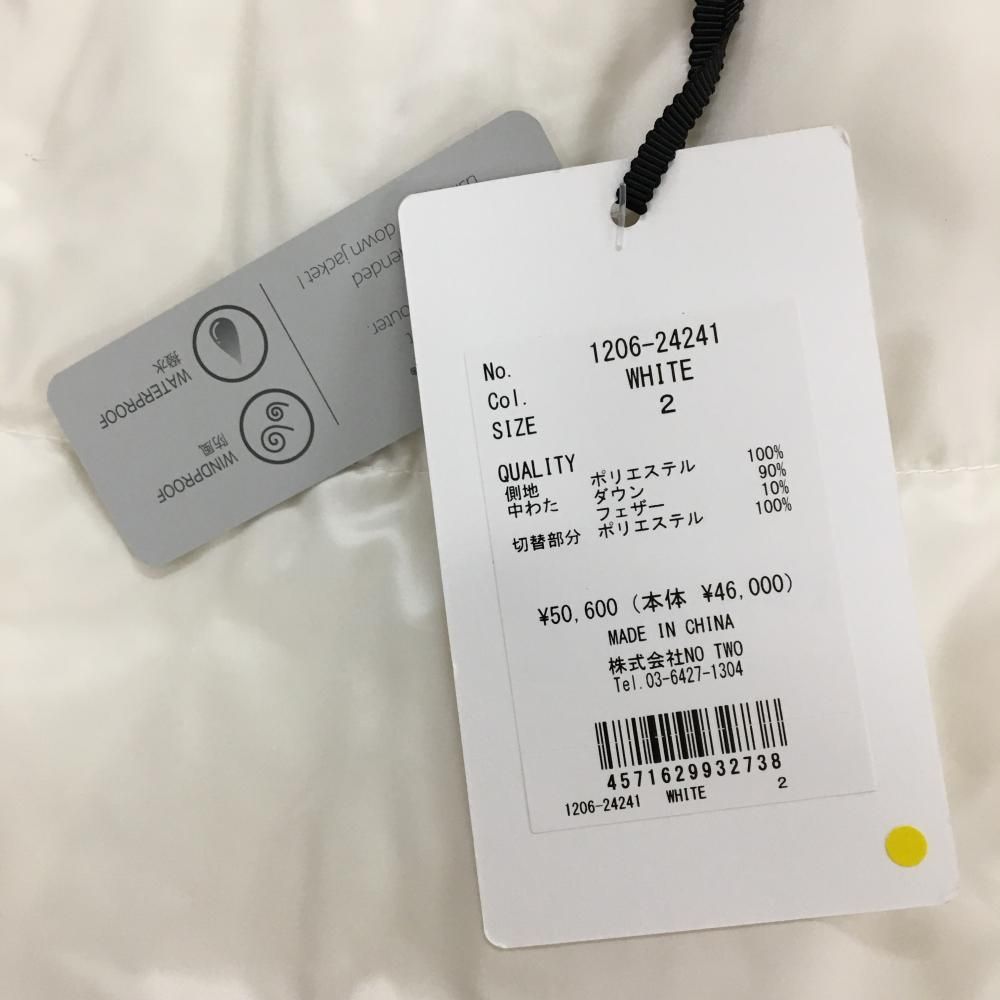 No. 1206-24241
Col. WHITE
SIZE 2
QUALITY
側地 ポリエステル 100%
中わた ダウン 90%
フェザー 10%
切替部分 ポリエステル 100%
¥50,600 (本体 ¥46,000)
MADE IN CHINA
株式会社NO TWO
Tel.03-6427-1304
4571629932738
1206-24241 WHITE 2
outer.
down jacket !
WATERPROOF
撥水
WINDPROOF
防風